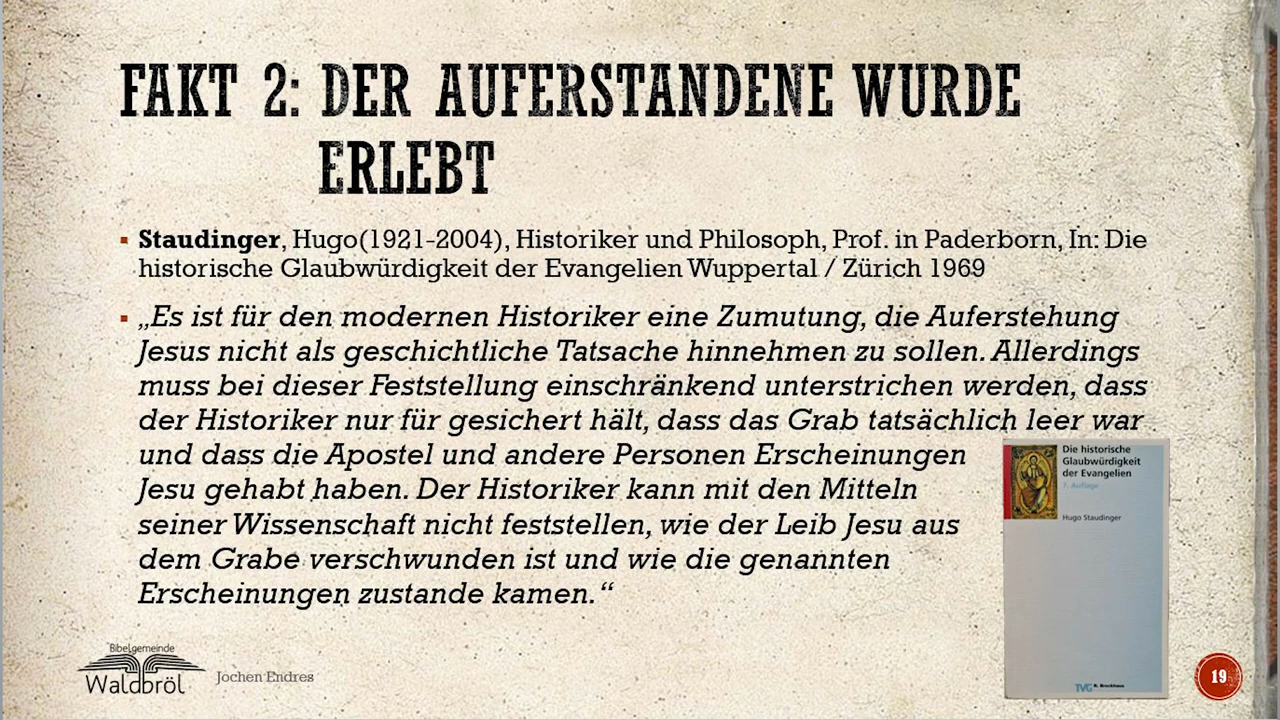 FAKT 2: DER AUFERSTANDENE WURDE
ERLEBT
▪ Staudinger, Hugo(1921-2004), Historiker und Philosoph, Prof. in Paderborn, In: Die
historische Glaubwürdigkeit der Evangelien Wuppertal / Zürich 1969
▪ „Es ist für den modernen Historiker eine Zumutung, die Auferstehung
Jesus nicht als geschichtliche Tatsache hinnehmen zu sollen. Allerdings
muss bei dieser Feststellung einschränkend unterstrichen werden, dass
der Historiker nur für gesichert hält, dass das Grab tatsächlich leer war
und dass die Apostel und andere Personen Erscheinungen
Jesu gehabt haben. Der Historiker kann mit den Mitteln
seiner Wissenschaft nicht feststellen, wie der Leib Jesu aus
dem Grabe verschwunden ist und wie die genannten
Erscheinungen zustande kamen.“
Die historische
Glaubwürdigkeit
der Evangelien
7. Auflage
Hugo Staudinger
TVG R. Brockhaus
Bibelgemeinde
Waldbröl
Jochen Endres
19